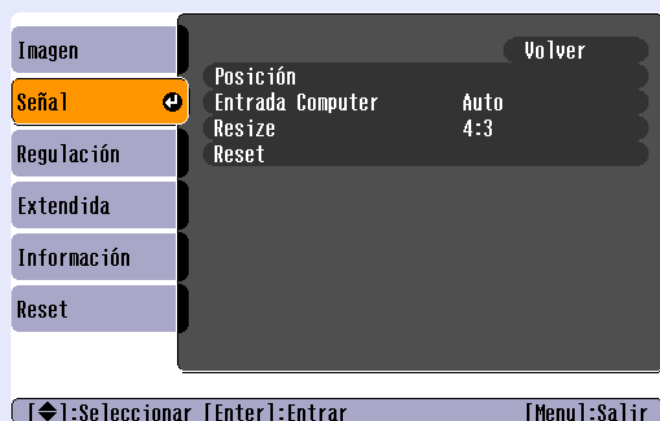 Imagen
Señal
Regulación
Extendida
Información
Reset
Volver
Posición
Entrada Computer Auto
Resize 4:3
Reset
[◆]:Seleccionar [Enter]:Entrar [Menu]:Salir